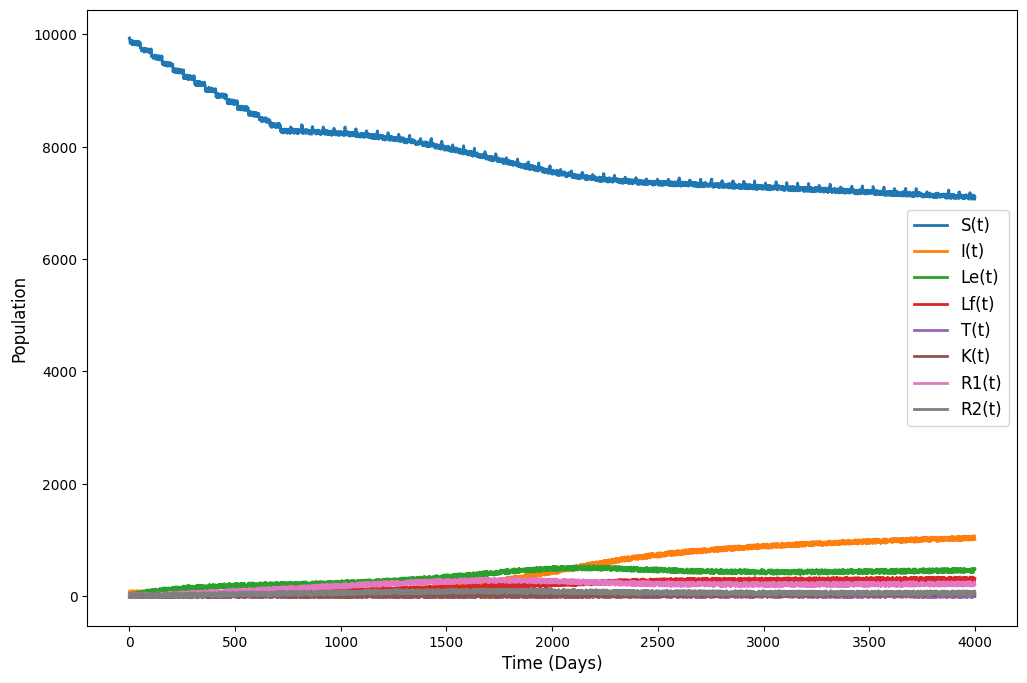 10000
8000
6000
4000
2000
0
Population
S(t)
I(t)
Le(t)
Lf(t)
T(t)
K(t)
R1(t)
R2(t)
0 500 1000 1500 2000 2500 3000 3500 4000
Time (Days)